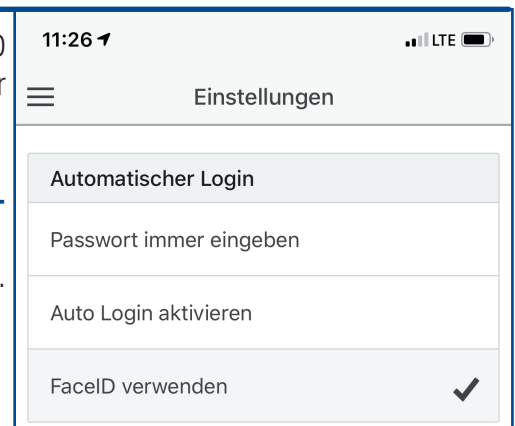 11:26
LTE
Einstellungen
Automatischer Login
Passwort immer eingeben
Auto Login aktivieren
FaceID verwenden